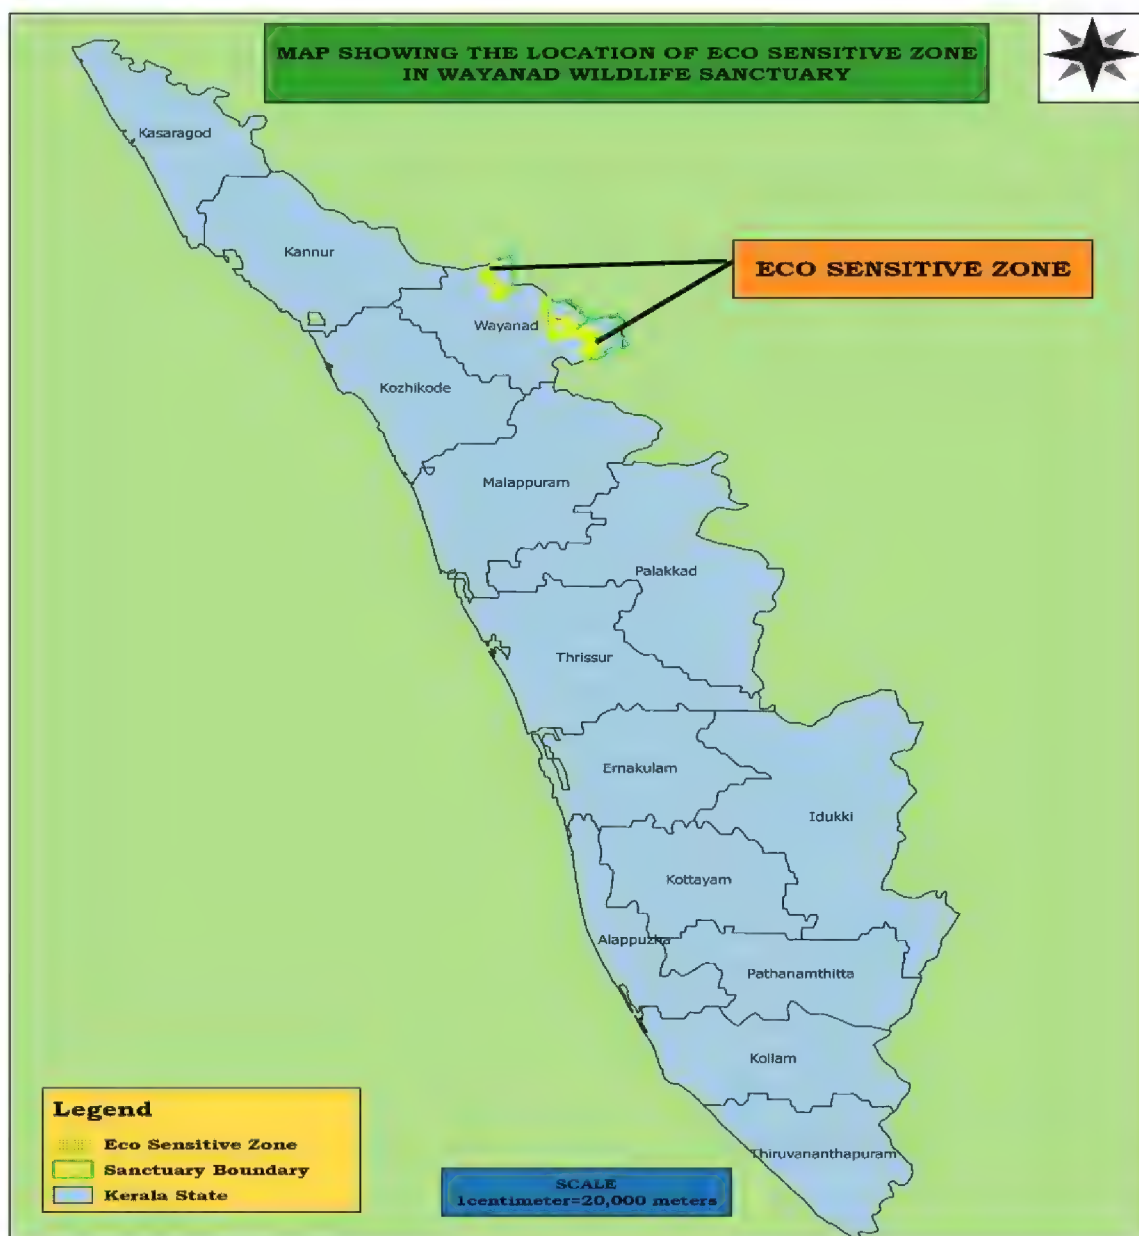 MAP SHOWING THE LOCATION OF ECO SENSITIVE ZONE
IN WAYANAD WILDLIFE SANCTUARY
Kasaragod
Kannur
ECO SENSITIVE ZONE
Wayanad
Kozhikode
Malappuram
Palakkad
Thrissur
Ernakulam
Idukki
Kottayam
Alappuzha
Pathanamthitta
Kollam
Thiruvananthapuram
Legend
Eco Sensitive Zone
Sanctuary Boundary
Kerala State
SCALE
1centimeter=20,000 meters